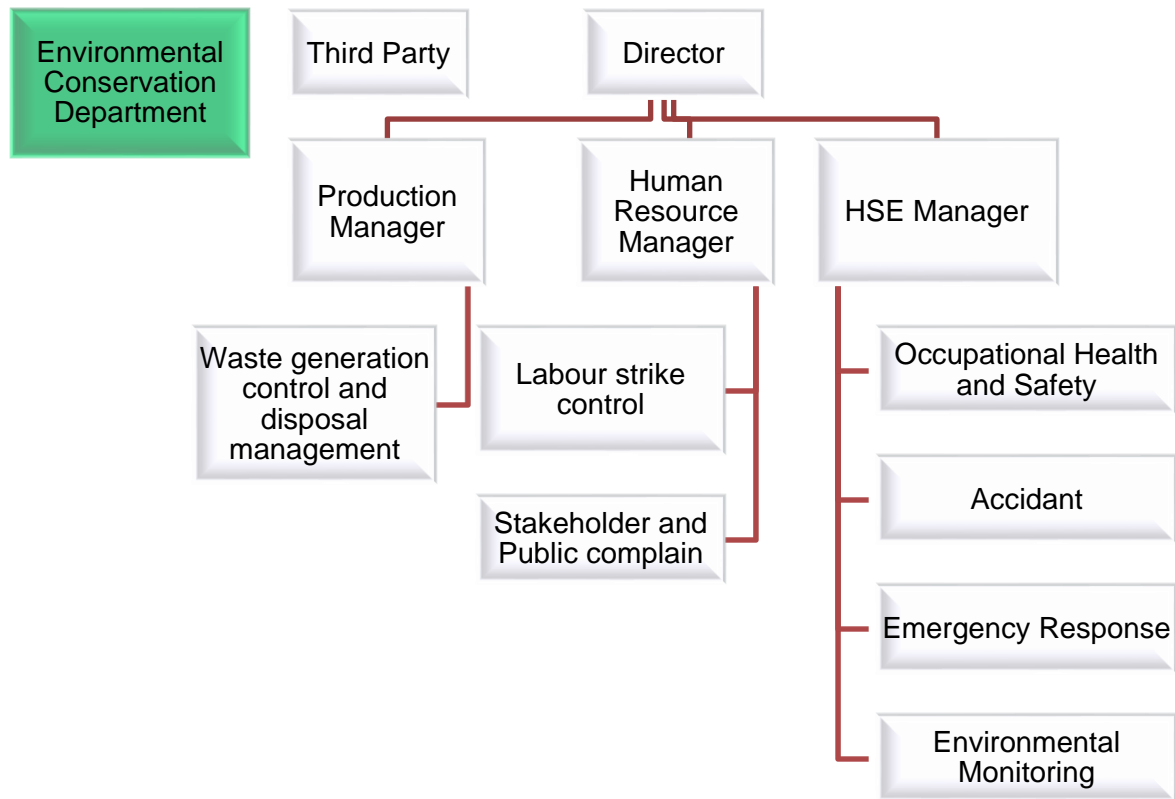 Environmental
Conservation
Department
Third Party
Director
Production
Manager
Human
Resource
Manager
HSE Manager
Waste generation
control and
disposal
management
Labour strike
control
Stakeholder and
Public complain
Occupational Health
and Safety
Accidant
Emergency Response
Environmental
Monitoring